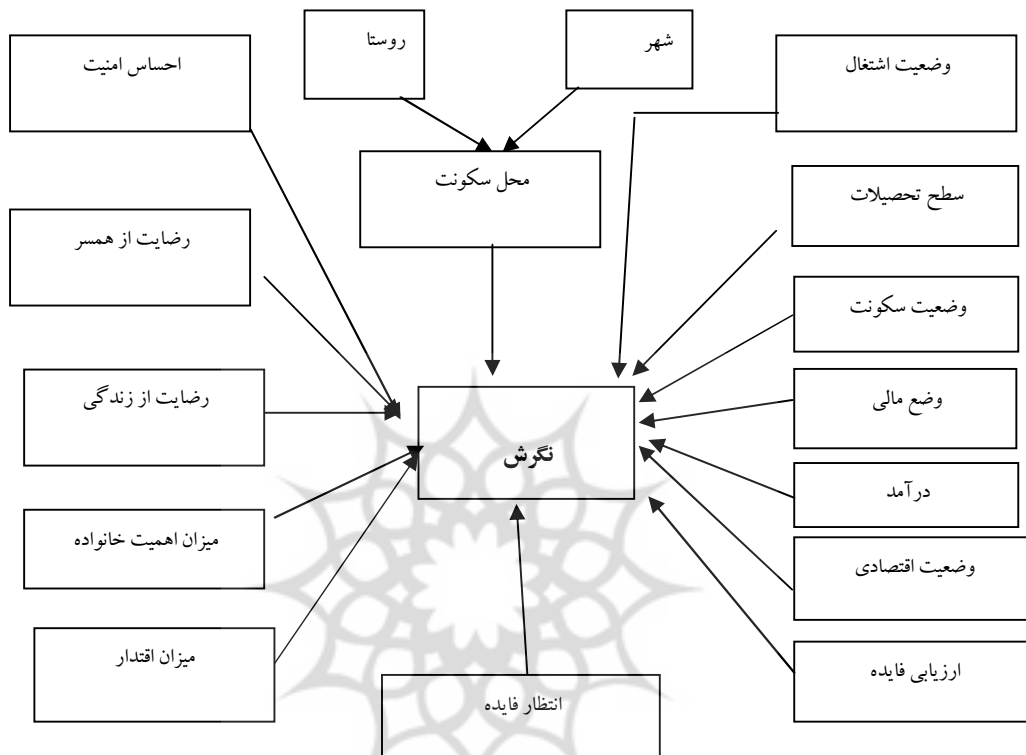 شهر
روستا
احساس امنیت
وضعیت اشتغال
محل سکونت
سطح تحصیلات
رضایت از همسر
وضعیت سکونت
رضایت از زندگی
وضع مالی
نگرش
درآمد
میزان اهمیت خانواده
وضعیت اقتصادی
میزان اقتدار
ارزیابی فایده
انتظار فایده